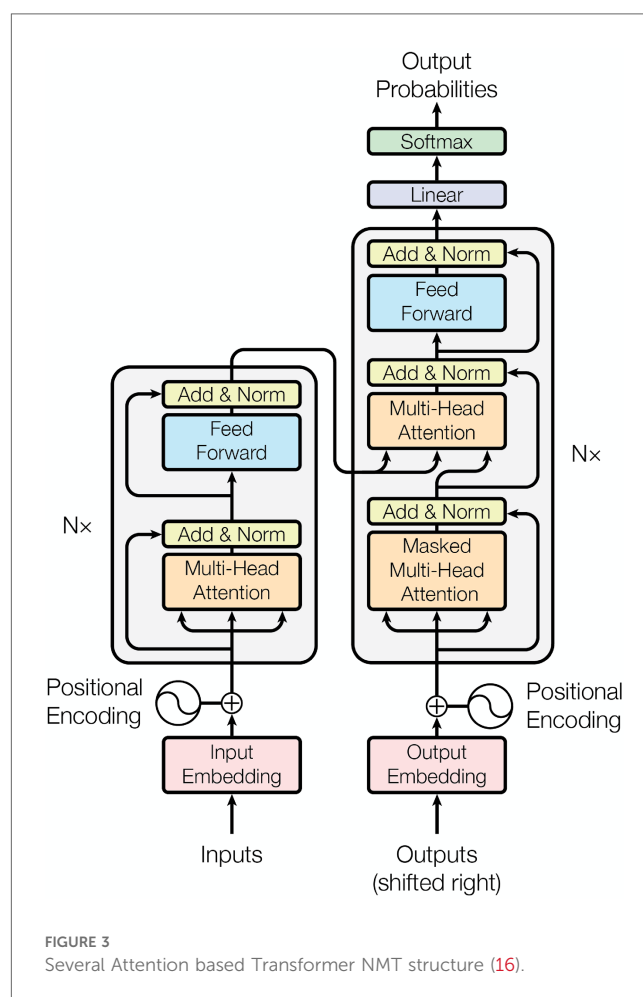 Output
Probabilities
Softmax
Linear
Add & Norm
Feed
Forward
Add & Norm
Multi-Head
Attention
Add & Norm
Masked
Multi-Head
Attention
N×
Add & Norm
Feed
Forward
Add & Norm
Multi-Head
Attention
N×
Positional
Encoding
Positional
Encoding
Input
Embedding
Output
Embedding
Inputs
Outputs
(shifted right)
FIGURE 3
Several Attention based Transformer NMT structure (16).